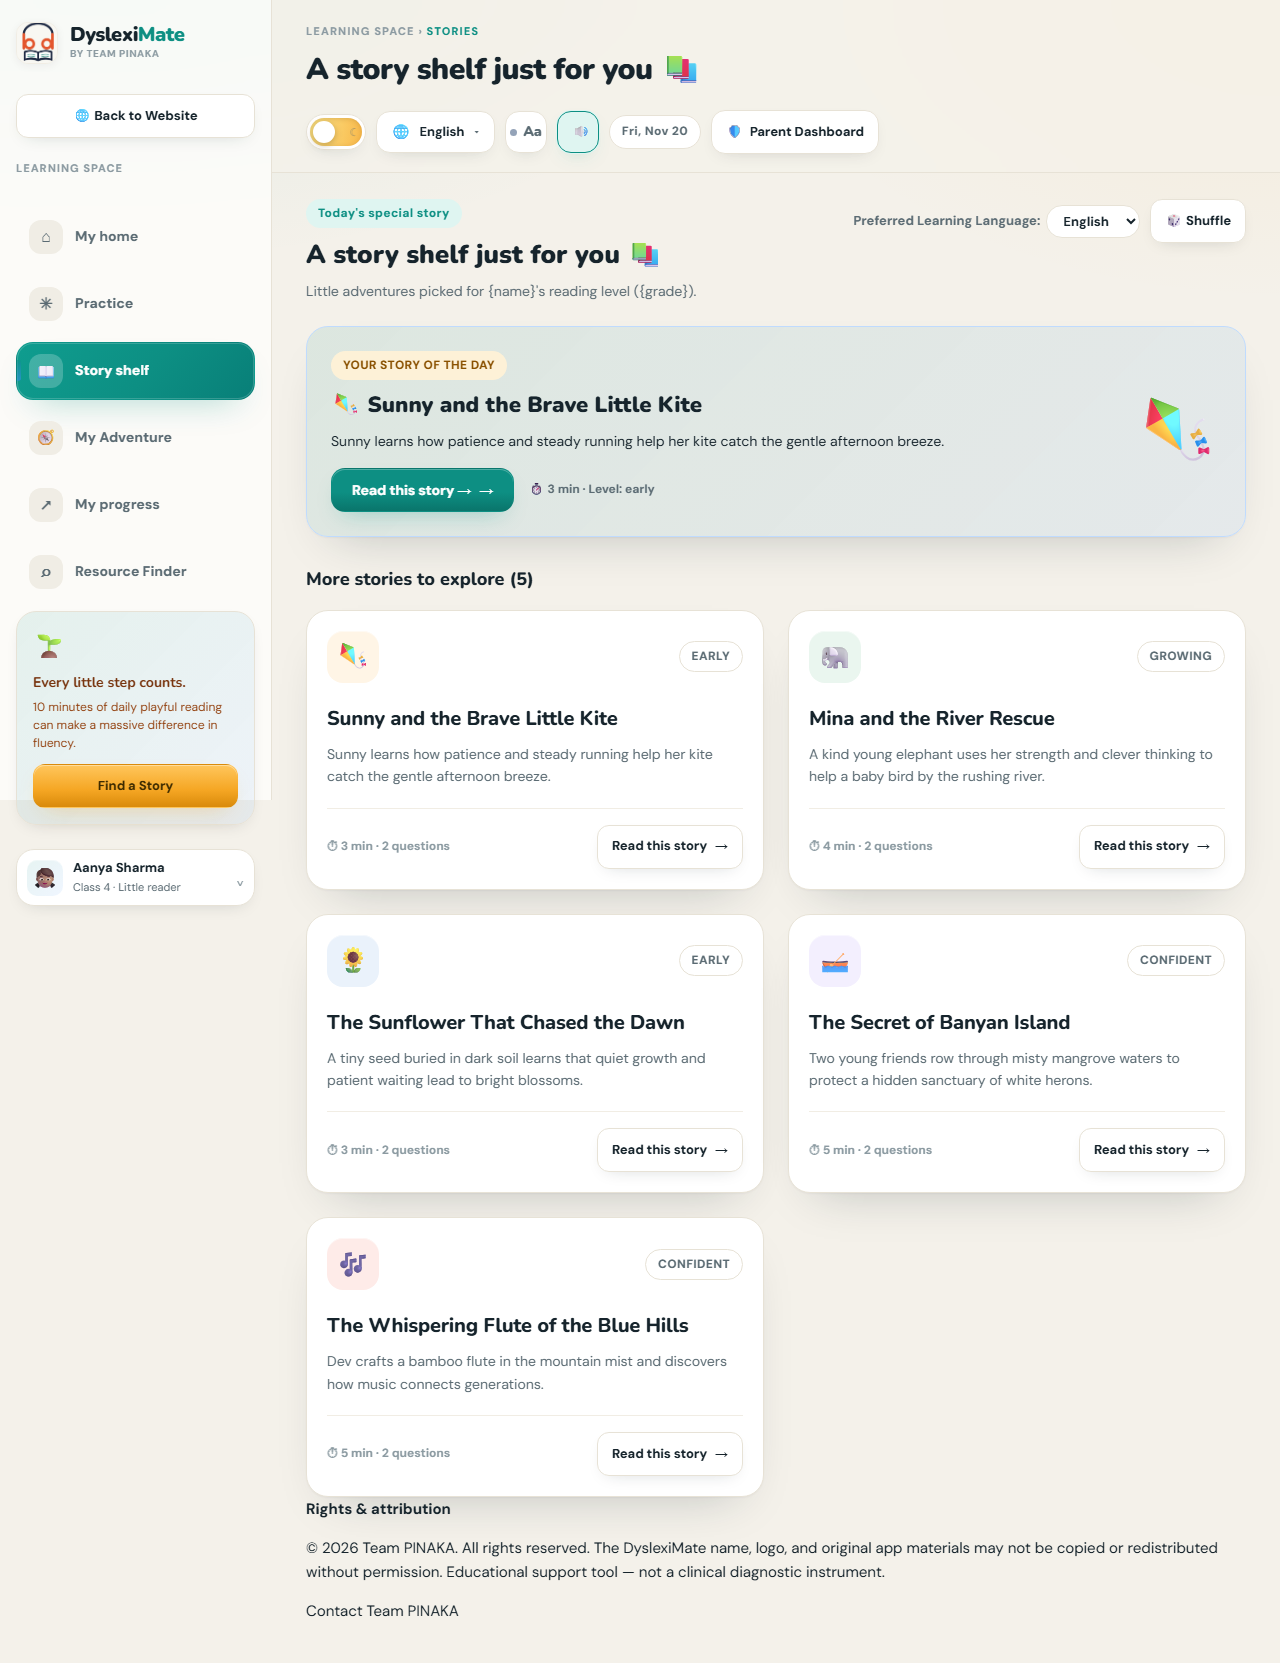 DyslexiMate
BY TEAM PINAKA
Back to Website
LEARNING SPACE
My home
Practice
Story shelf
My Adventure
My progress
Resource Finder
Every little step counts.
10 minutes of daily playful reading
can make a massive difference in
fluency.
Find a Story
Aanya Sharma
Class 4 · Little reader
LEARNING SPACE › STORIES
A story shelf just for you
English
Aa
Fri, Nov 20
Parent Dashboard
Today's special story
A story shelf just for you
Little adventures picked for {name}'s reading level ({grade}).
Preferred Learning Language:
English
Shuffle
YOUR STORY OF THE DAY
Sunny and the Brave Little Kite
Sunny learns how patience and steady running help her kite catch the gentle afternoon breeze.
Read this story → →
3 min · Level: early
More stories to explore (5)
EARLY
Sunny and the Brave Little Kite
Sunny learns how patience and steady running help her kite
catch the gentle afternoon breeze.
3 min · 2 questions
Read this story →
GROWING
Mina and the River Rescue
A kind young elephant uses her strength and clever thinking to
help a baby bird by the rushing river.
4 min · 2 questions
Read this story →
EARLY
The Sunflower That Chased the Dawn
A tiny seed buried in dark soil learns that quiet growth and
patient waiting lead to bright blossoms.
3 min · 2 questions
Read this story →
CONFIDENT
The Secret of Banyan Island
Two young friends row through misty mangrove waters to
protect a hidden sanctuary of white herons.
5 min · 2 questions
Read this story →
CONFIDENT
The Whispering Flute of the Blue Hills
Dev crafts a bamboo flute in the mountain mist and discovers
how music connects generations.
5 min · 2 questions
Read this story →
Rights & attribution
© 2026 Team PINAKA. All rights reserved. The DyslexiMate name, logo, and original app materials may not be copied or redistributed
without permission. Educational support tool — not a clinical diagnostic instrument.
Contact Team PINAKA